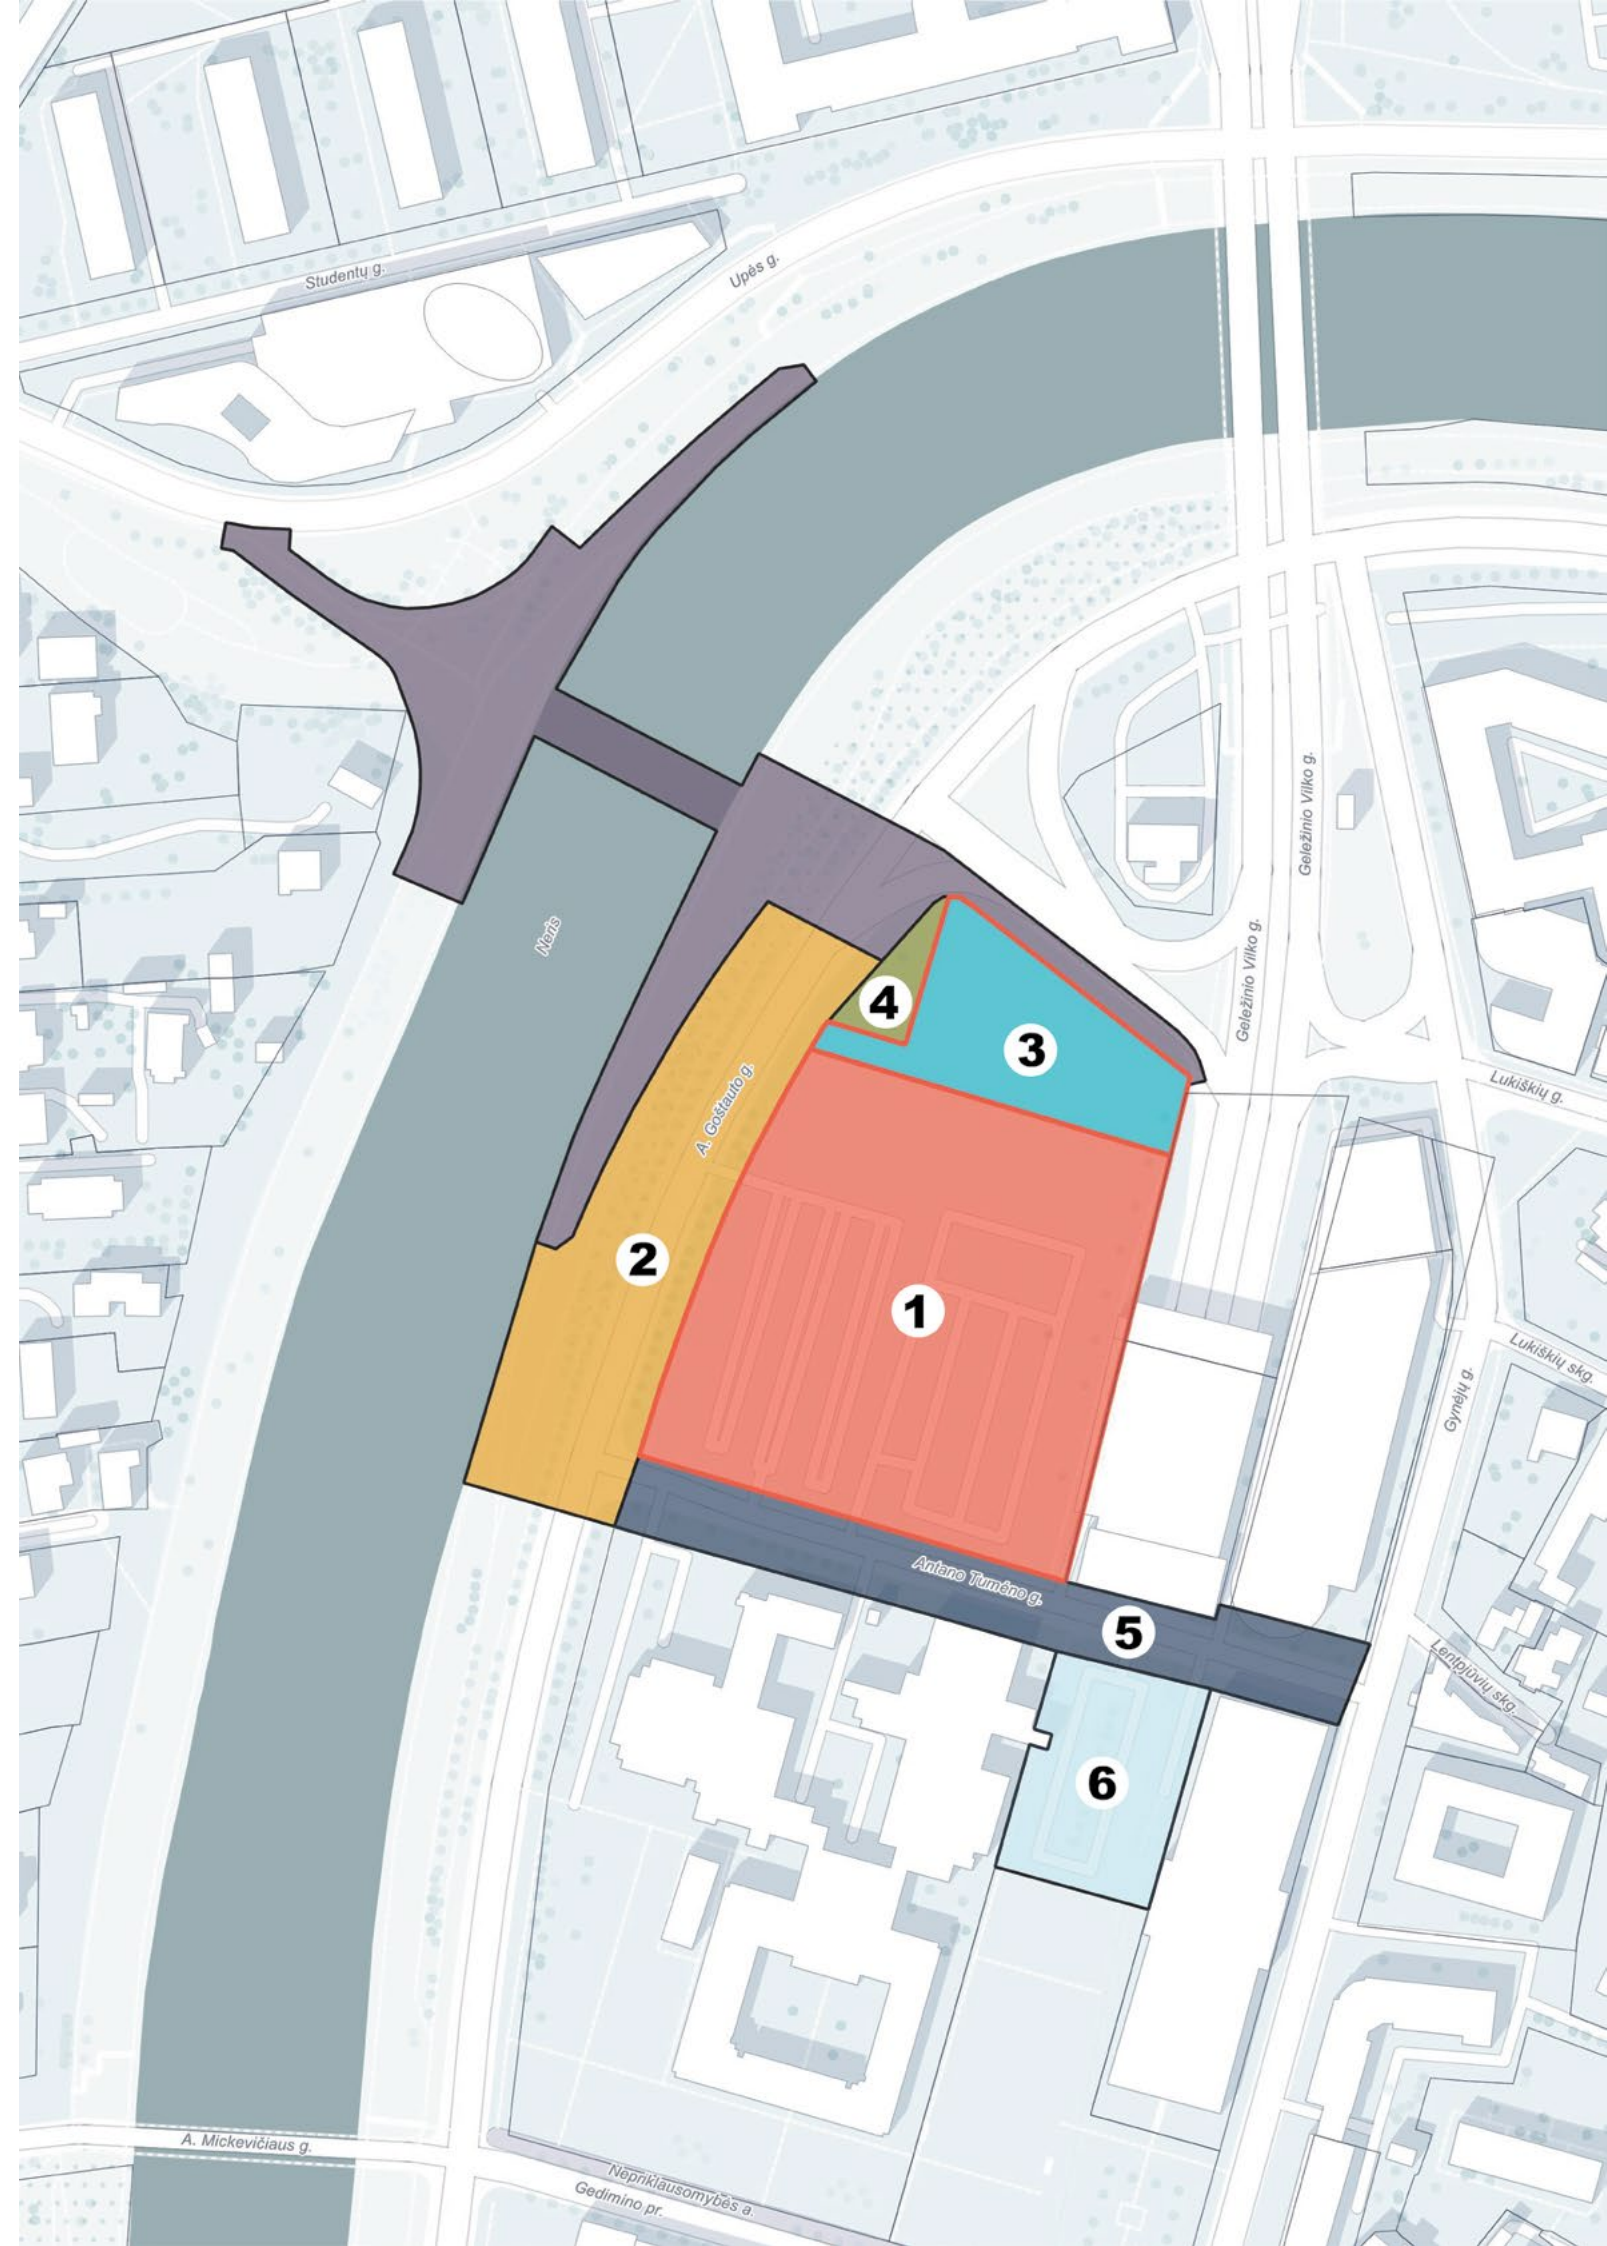 Studentų g.
Upės g.
Geležinio Vilko g.
Neris
Geležinio Vilko g.
4
3
Lukiškių g.
A. Goštauto g.
2
1
Lukiškių skg.
Gynėjų g.
Antano Tumėno g.
5
Lentpjūvių skg.
6
A. Mickevičiaus g.
Nepriklausomybės a.
Gedimino pr.